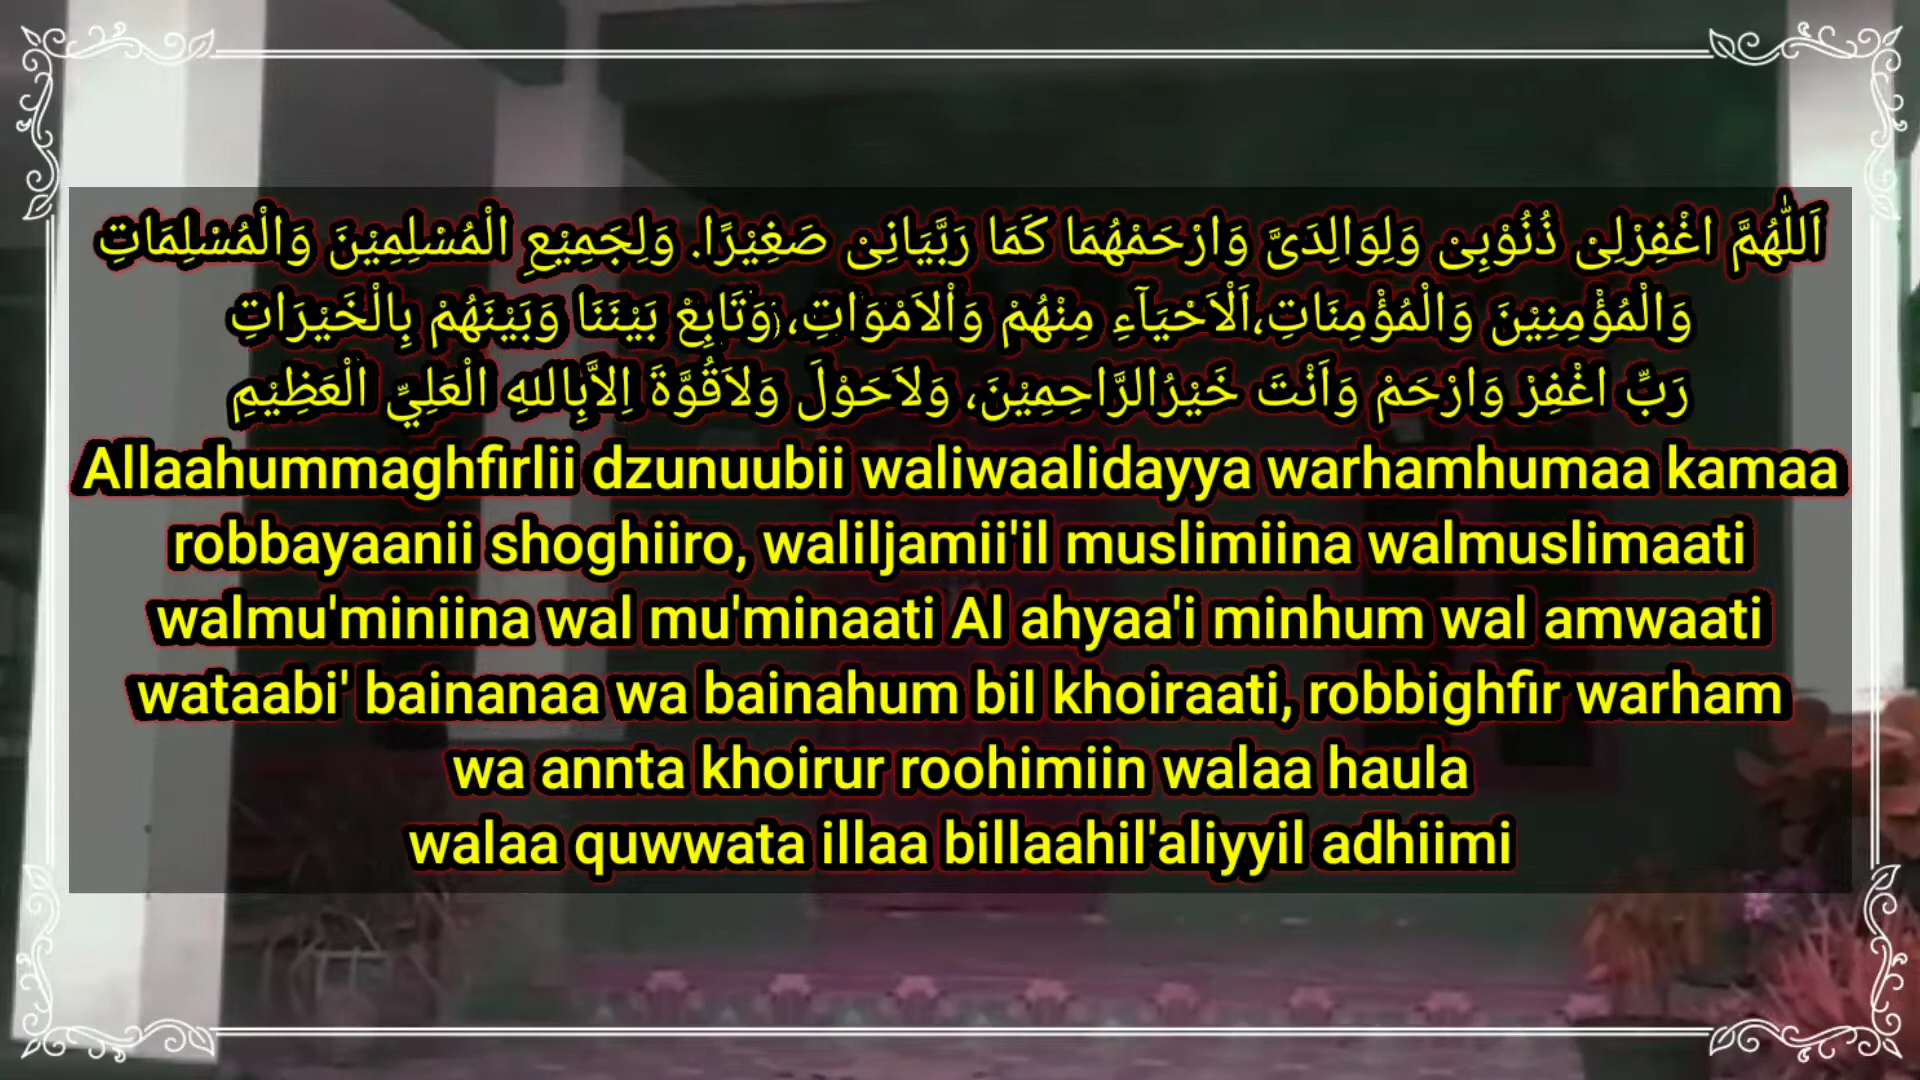 اَللّٰهُمَّ اغْفِرْلِىْ ذُنُوْبِىْ وَلِوَالِدَىَّ وَارْحَمْهُمَا كَمَا رَبَّيَانِىْ صَغِيْرًا. وَلِجَمِيْعِ الْمُسْلِمِيْنَ وَالْمُسْلِمَاتِ
وَالْمُؤْمِنِيْنَ وَالْمُؤْمِنَاتِ،اَلْاَحْيَآءِ مِنْهُمْ وَاْلاَمْوَاتِ، وَتَابِعْ بَيْنَنَا وَبَيْنَهُمْ بِالْخَيْرَاتِ
رَبِّ اغْفِرْ وَارْحَمْ وَاَنْتَ خَيْرُالرَّاحِمِيْنَ، وَلاَحَوْلَ وَلاَقُوَّةَ اِلاَّبِاللهِ الْعَلِيِّ الْعَظِيْمِ
Allaahummaghfirlii dzunuubii waliwaalidayya warhamhumaa kamaa
robbayaanii shoghiiro, waliljamii'il muslimiina walmuslimaati
walmu'miniina wal mu'minaati Al ahyaa'i minhum wal amwaati
wataabi' bainanaa wa bainahum bil khoiraati, robbighfir warham
wa annta khoirur roohimiin walaa haula
walaa quwwata illaa billaahil'aliyyil adhiimi